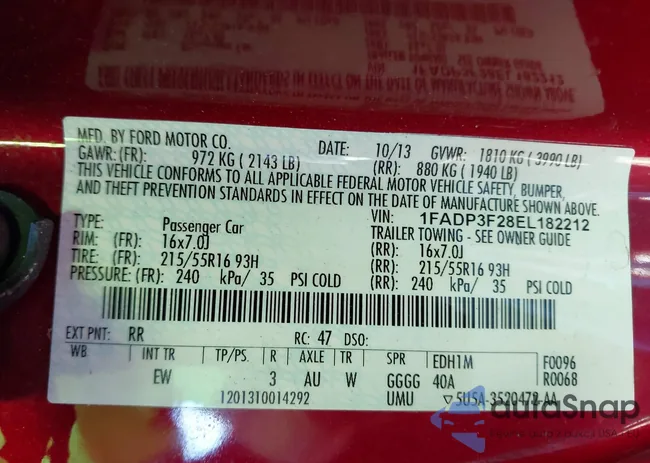 MFD. BY FORD MOTOR CO.
DATE: 10/13 GVWR: 1810 KG ( 3990 LB)
GAWR: (FR): 972 KG ( 2143 LB) (RR): 880 KG ( 1940 LB)
THIS VEHICLE CONFORMS TO ALL APPLICABLE FEDERAL MOTOR VEHICLE SAFETY, BUMPER,
AND THEFT PREVENTION STANDARDS IN EFFECT ON THE DATE OF MANUFACTURE SHOWN ABOVE.
VIN: 1FADP3F28EL182212
TYPE: Passenger Car TRAILER TOWING - SEE OWNER GUIDE
RIM: (FR): 16x7.0J (RR): 16x7.0J
TIRE: (FR): 215/55R16 93H (RR): 215/55R16 93H
PRESSURE: (FR): 240 kPa/ 35 PSI COLD (RR): 240 kPa/ 35 PSI COLD
EXT PNT: RR RC: 47 DSO:
WB INT TR TP/PS. R AXLE TR SPR EDH1M F0096
EW 3 AU W GGGG 40A R0068
1201310014292 UMU ▽5U5A-3520472-AA
autoSnap